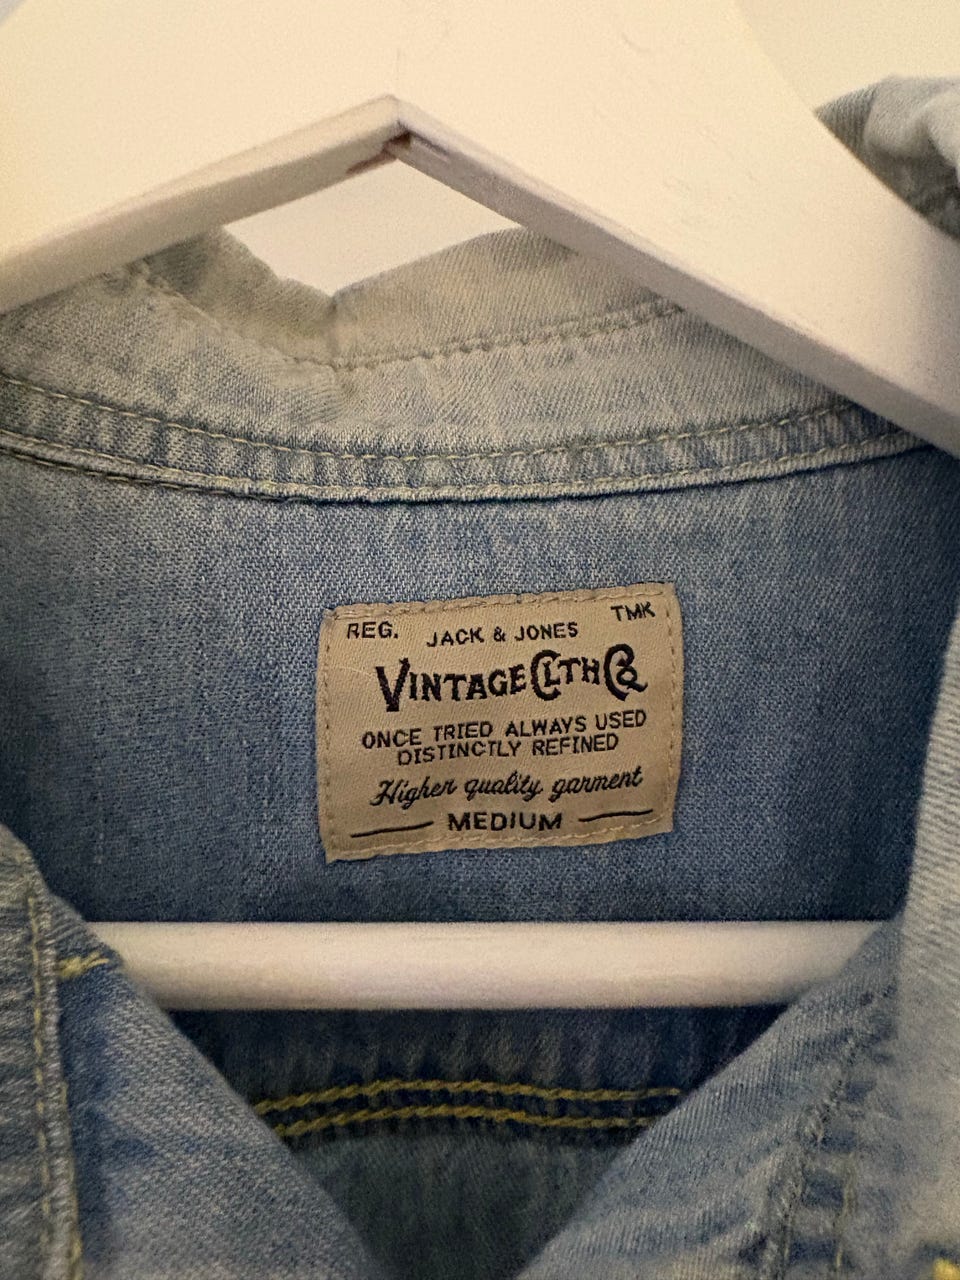 REG. JACK & JONES TMK
VINTAGE CLTH CO
ONCE TRIED ALWAYS USED
DISTINCTLY REFINED
Higher quality garment
MEDIUM